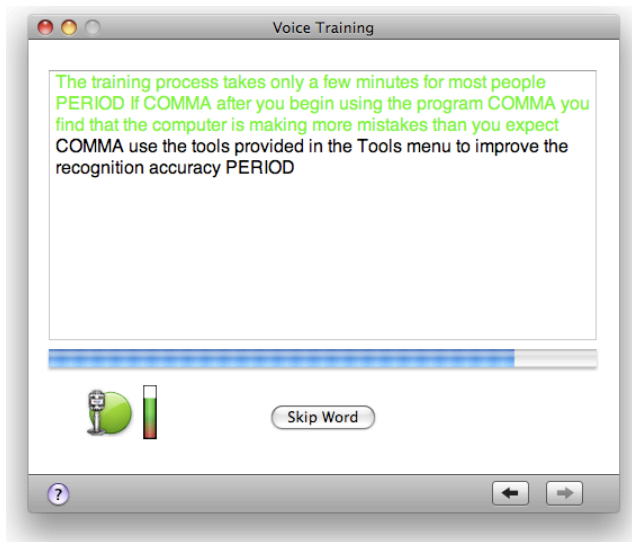 Voice Training
The training process takes only a few minutes for most people
PERIOD If COMMA after you begin using the program COMMA you
find that the computer is making more mistakes than you expect
COMMA use the tools provided in the Tools menu to improve the
recognition accuracy PERIOD
Skip Word
?